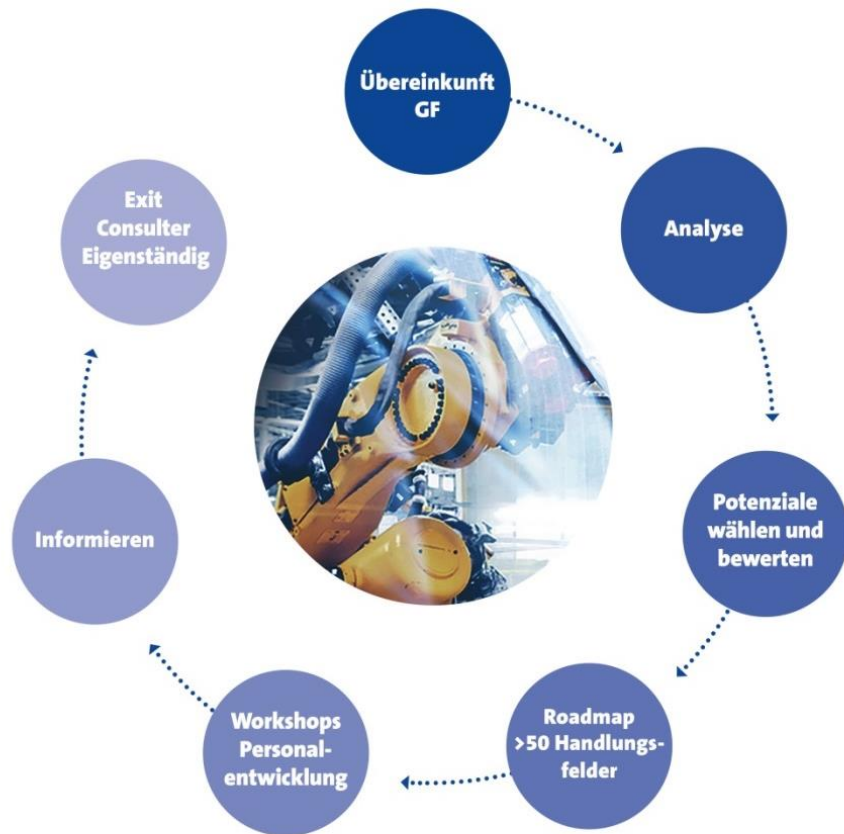 Übereinkunft
GF
Analyse
Potenziale
wählen und
bewerten
Roadmap
>50 Handlungs-
felder
Workshops
Personal-
entwicklung
Informieren
Exit
Consulter
Eigenständig